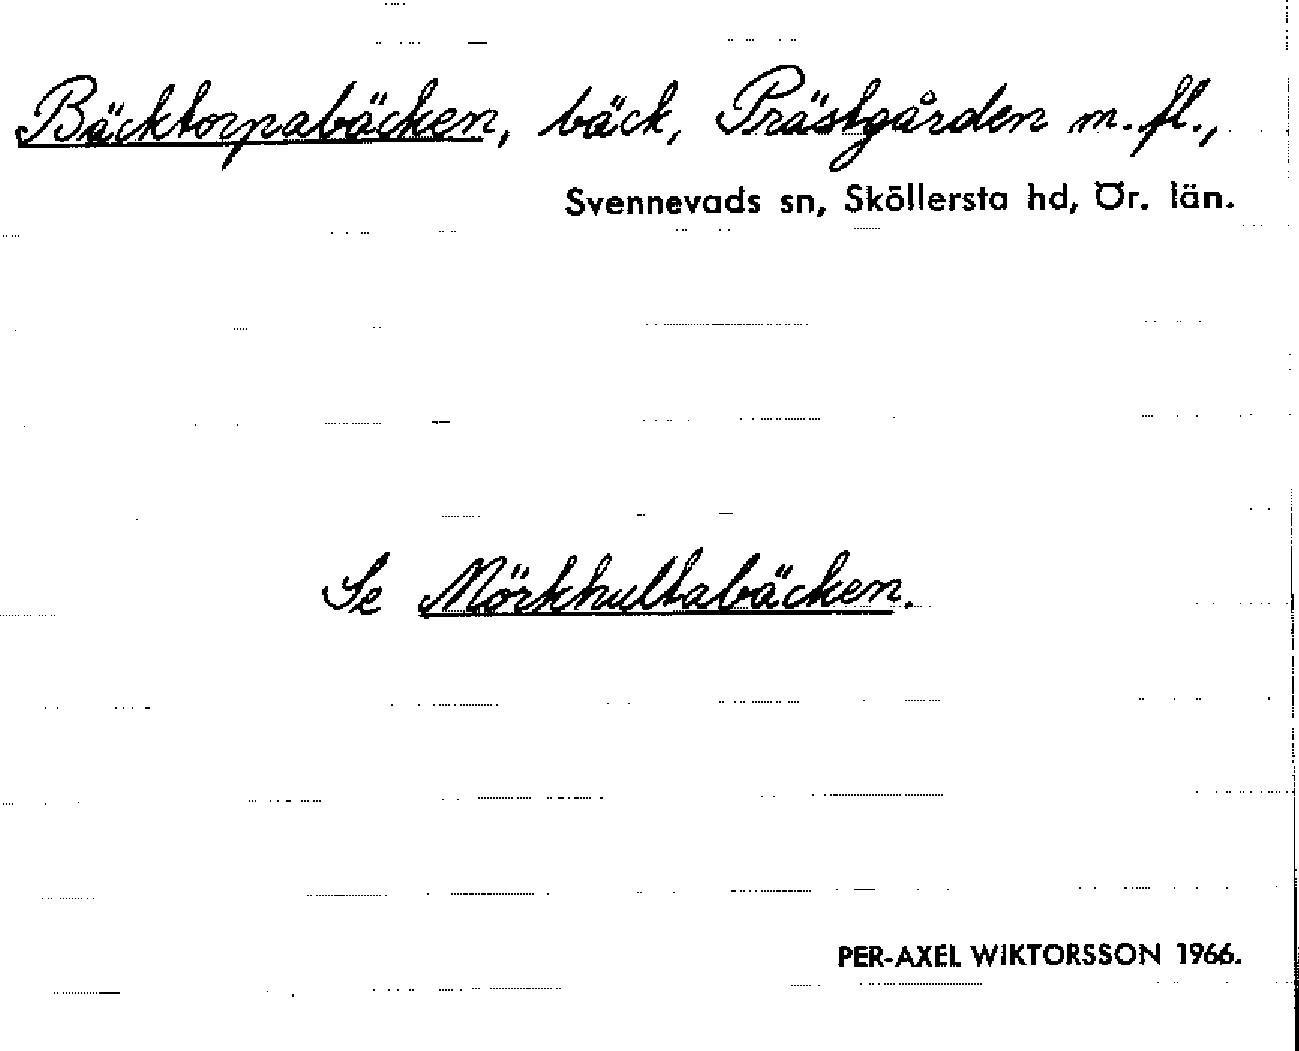 Bäcktorpabäcken, bäck, Prästgården m.fl.,
Svennevads sn, Sköllersta hd, Ör. län.
Se Mörkhultabäcken.
PER-AXEL WIKTORSSON 1966.